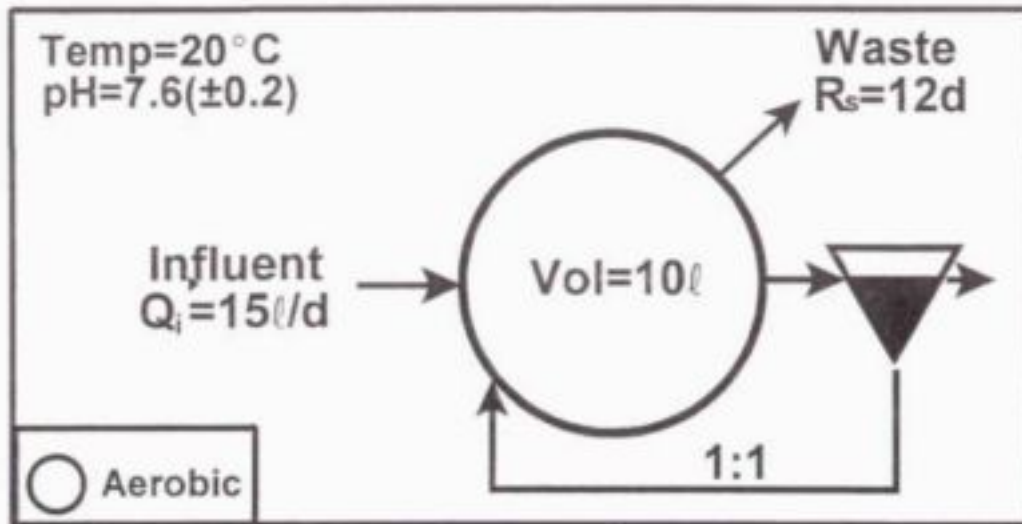 Temp=20°C
pH=7.6(±0.2)
Waste
Rs=12d
Influent
Qi=15ℓ/d
Vol=10ℓ
1:1
Aerobic